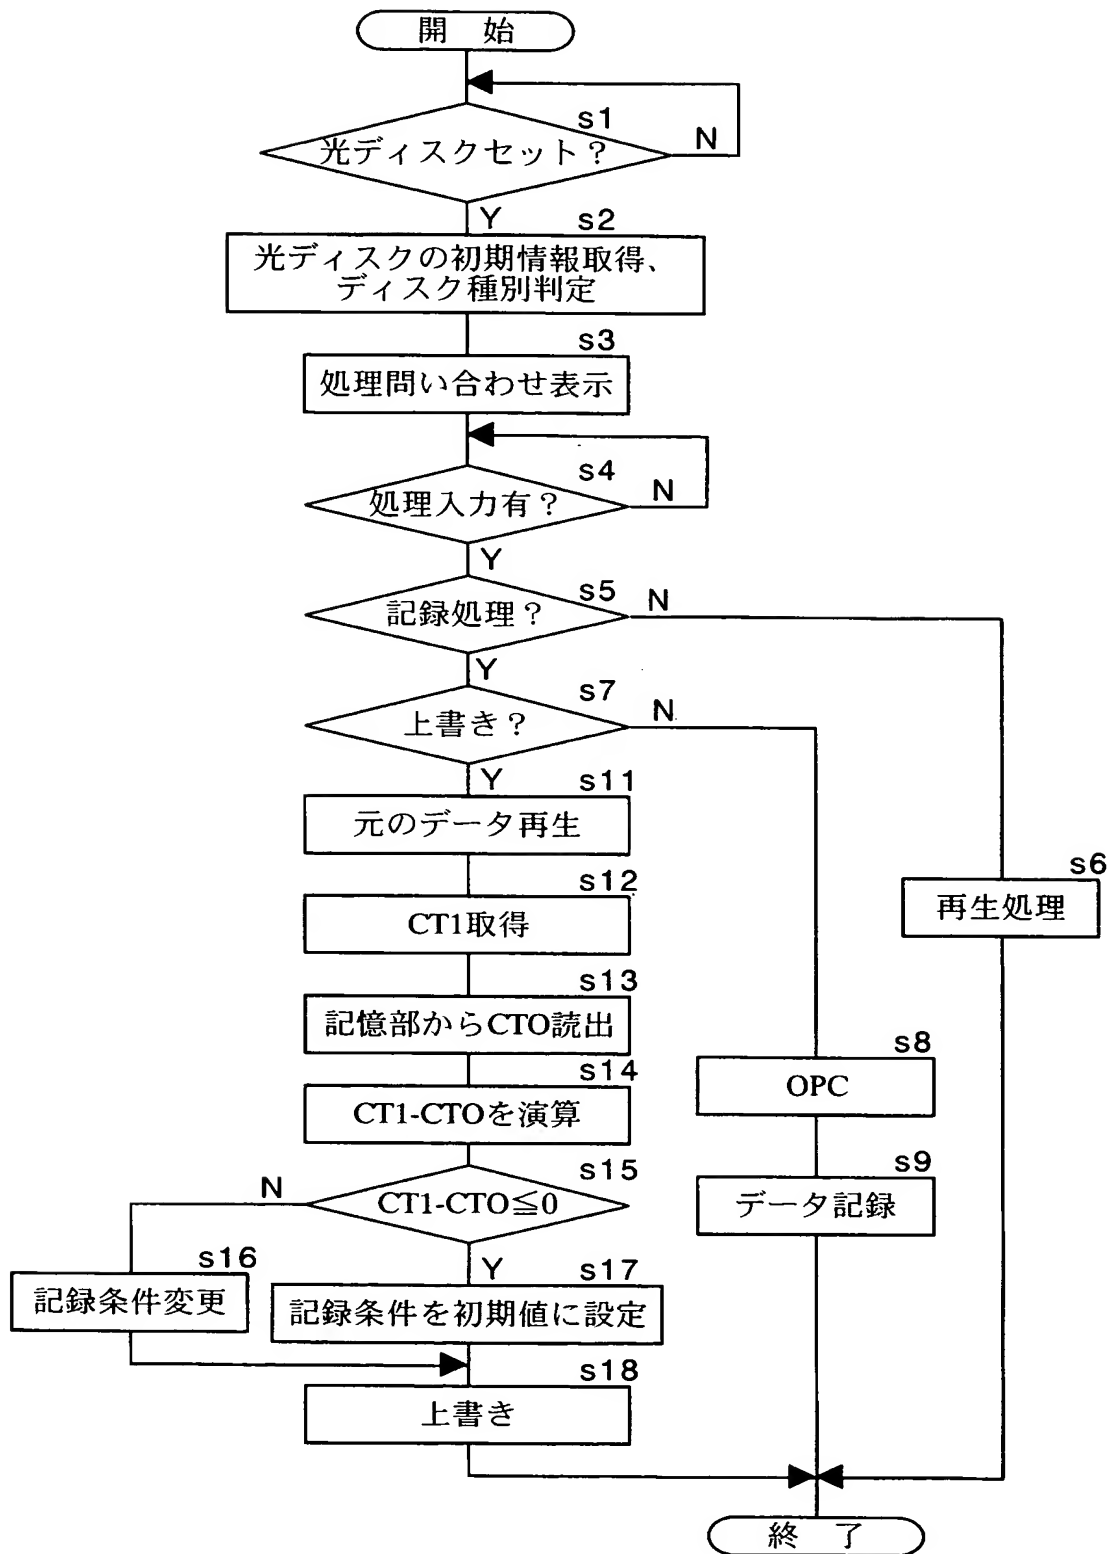 開 始
s1
光ディスクセット？
N
Y
s2
光ディスクの初期情報取得、
ディスク種別判定
s3
処理問い合わせ表示
s4
処理入力有？
N
Y
s5
記録処理？
N
Y
s7
上書き？
N
Y
s11
元のデータ再生
s6
再生処理
s12
CT1取得
s13
記憶部からCTO読出
s8
OPC
s14
CT1-CTOを演算
s9
データ記録
s15
CT1-CTO≦0
N
Y
s16
記録条件変更
s17
記録条件を初期値に設定
s18
上書き
終 了